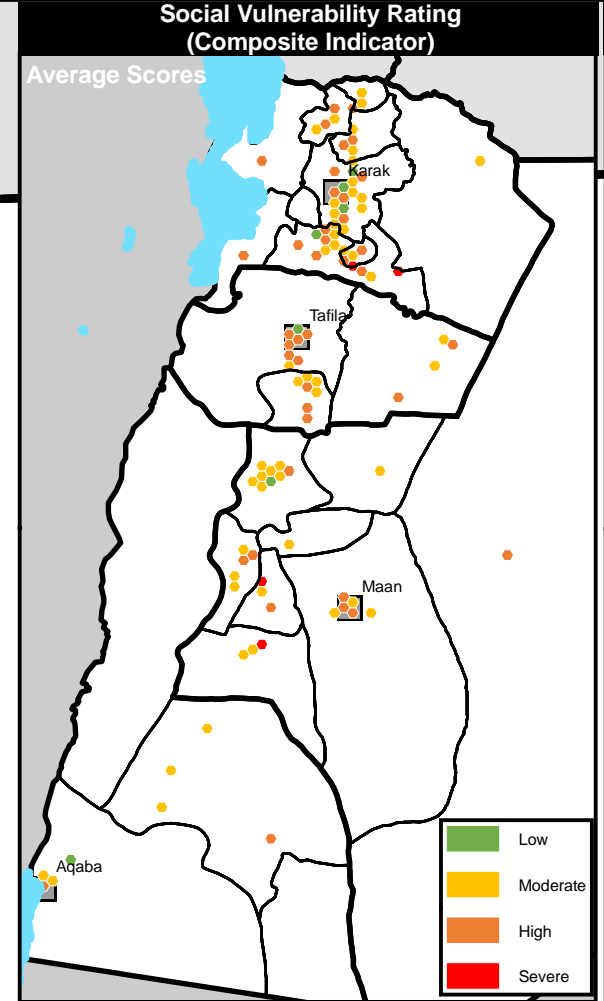 Social Vulnerability Rating
(Composite Indicator)
Average Scores
Karak
Tafila
Maan
Aqaba
Low
Moderate
High
Severe